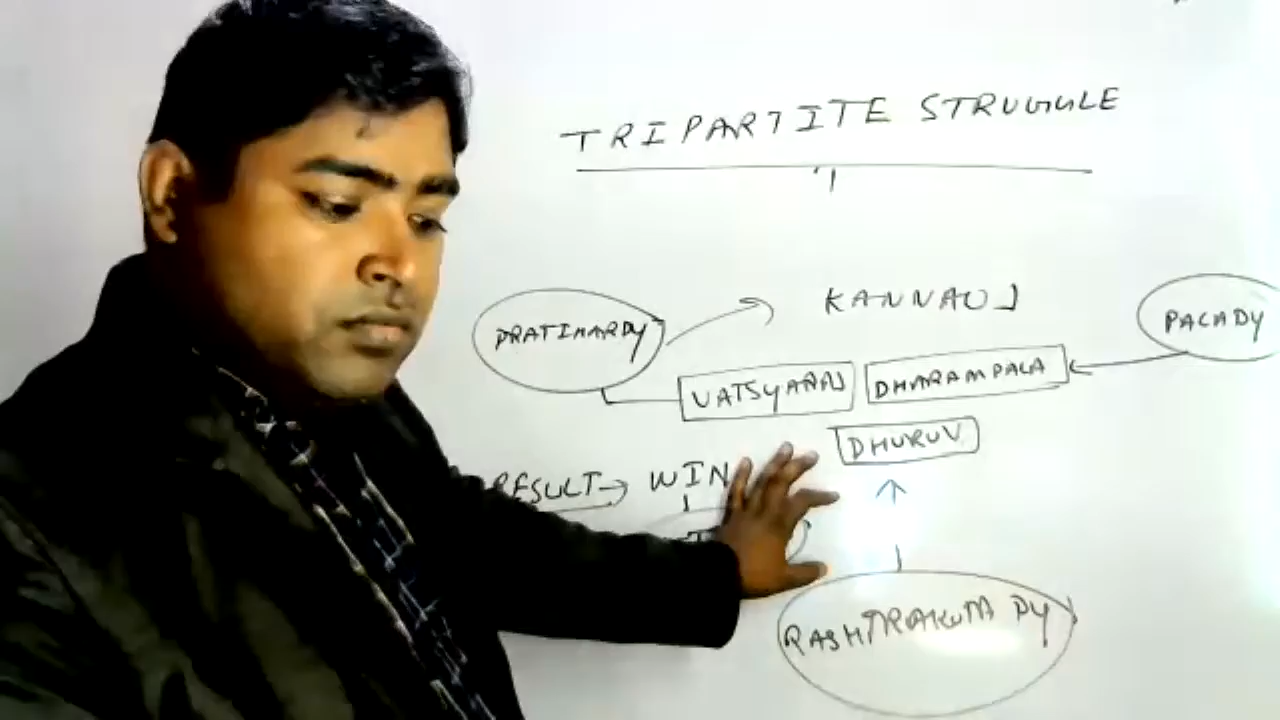 TRIPARTITE STRUGGLE
KANNAUJ
PRATIHARDY
PALADY
VATSYARAJ
DHARAMPALA
DHURUV
RESULT → WIN
RASHTRAKUTA DY